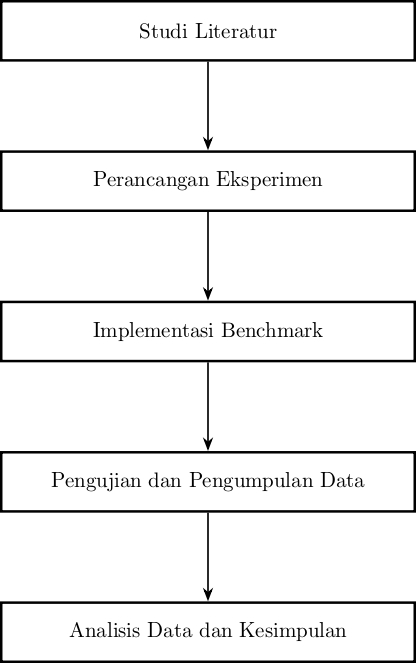 Studi Literatur
Perancangan Eksperimen
Implementasi Benchmark
Pengujian dan Pengumpulan Data
Analisis Data dan Kesimpulan